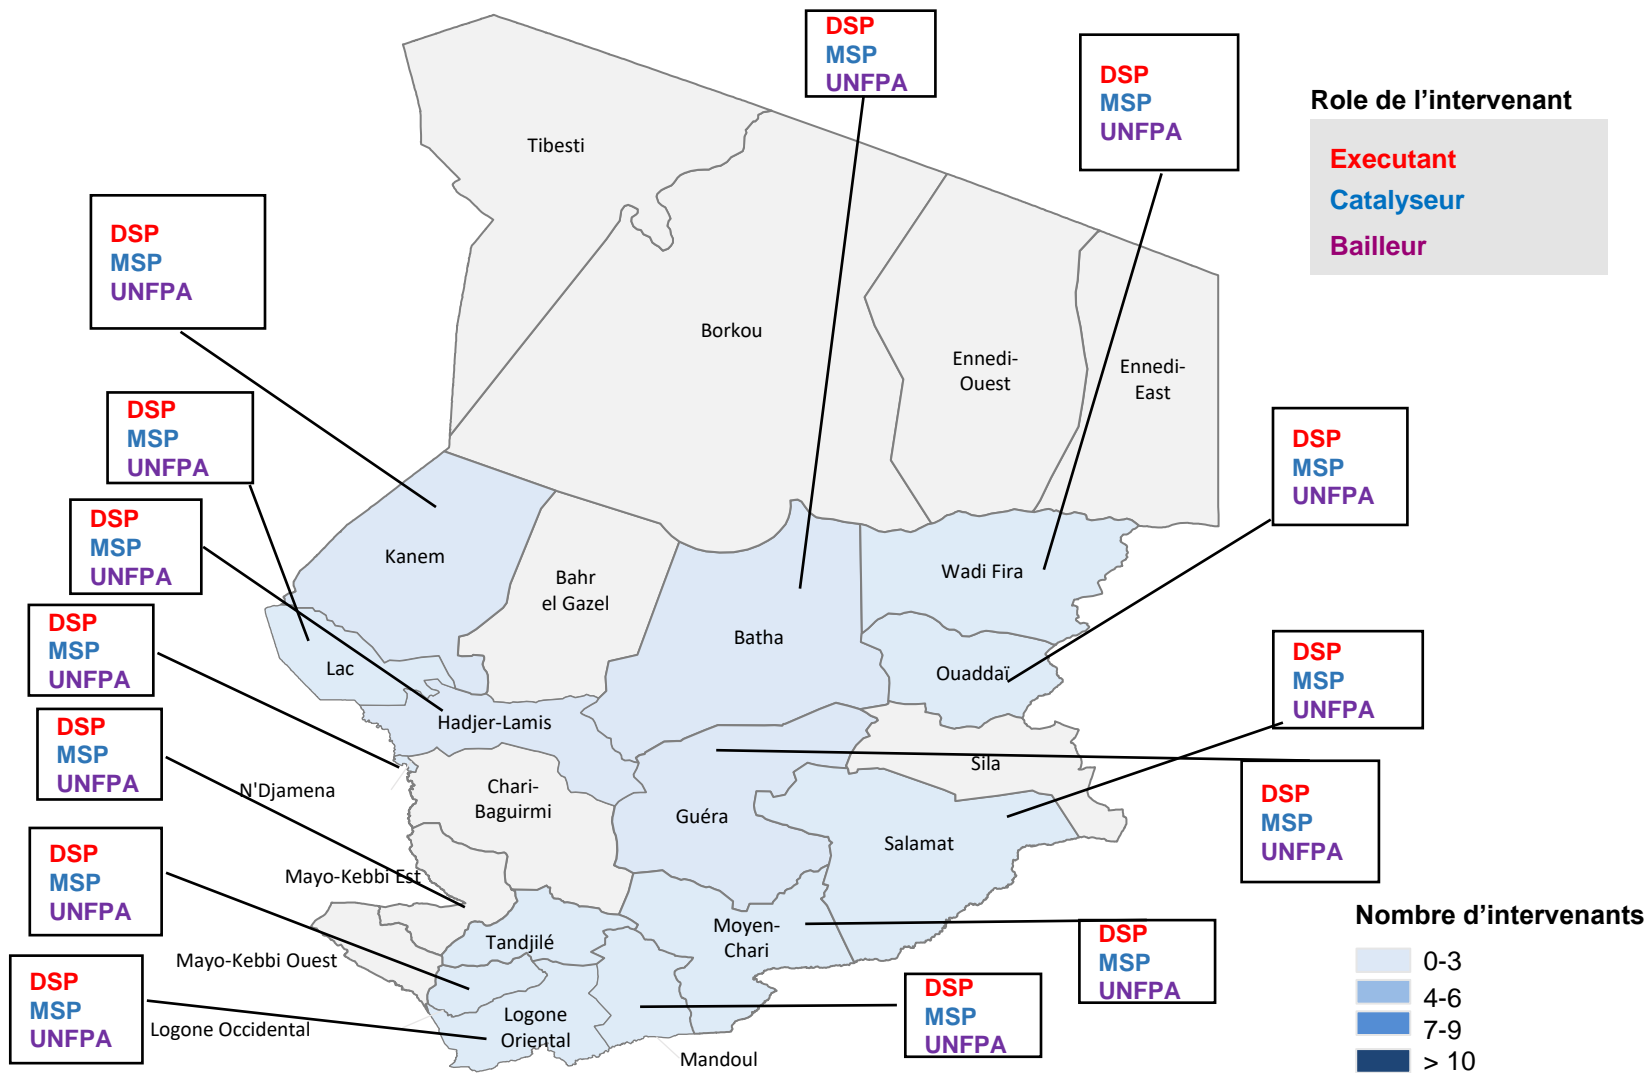 DSP
MSP
UNFPA
DSP
MSP
UNFPA
Role de l’intervenant
Executant
Catalyseur
Bailleur
Tibesti
DSP
MSP
UNFPA
Borkou
Ennedi-
Ouest
Ennedi-
East
DSP
MSP
UNFPA
DSP
MSP
UNFPA
DSP
MSP
UNFPA
Kanem
Bahr
el Gazel
Wadi Fira
Batha
DSP
MSP
UNFPA
Lac
Ouaddaï
DSP
MSP
UNFPA
Hadjer-Lamis
DSP
MSP
UNFPA
N'Djamena
Chari-
Baguirmi
Sila
Guéra
Salamat
DSP
MSP
UNFPA
DSP
MSP
UNFPA
Mayo-Kebbi Est
Mayo-Kebbi Ouest
Tandjilé
Moyen-
Chari
DSP
MSP
UNFPA
DSP
MSP
UNFPA
Logone Occidental
Logone
Oriental
Mandoul
DSP
MSP
UNFPA
Nombre d’intervenants
0-3
4-6
7-9
> 10